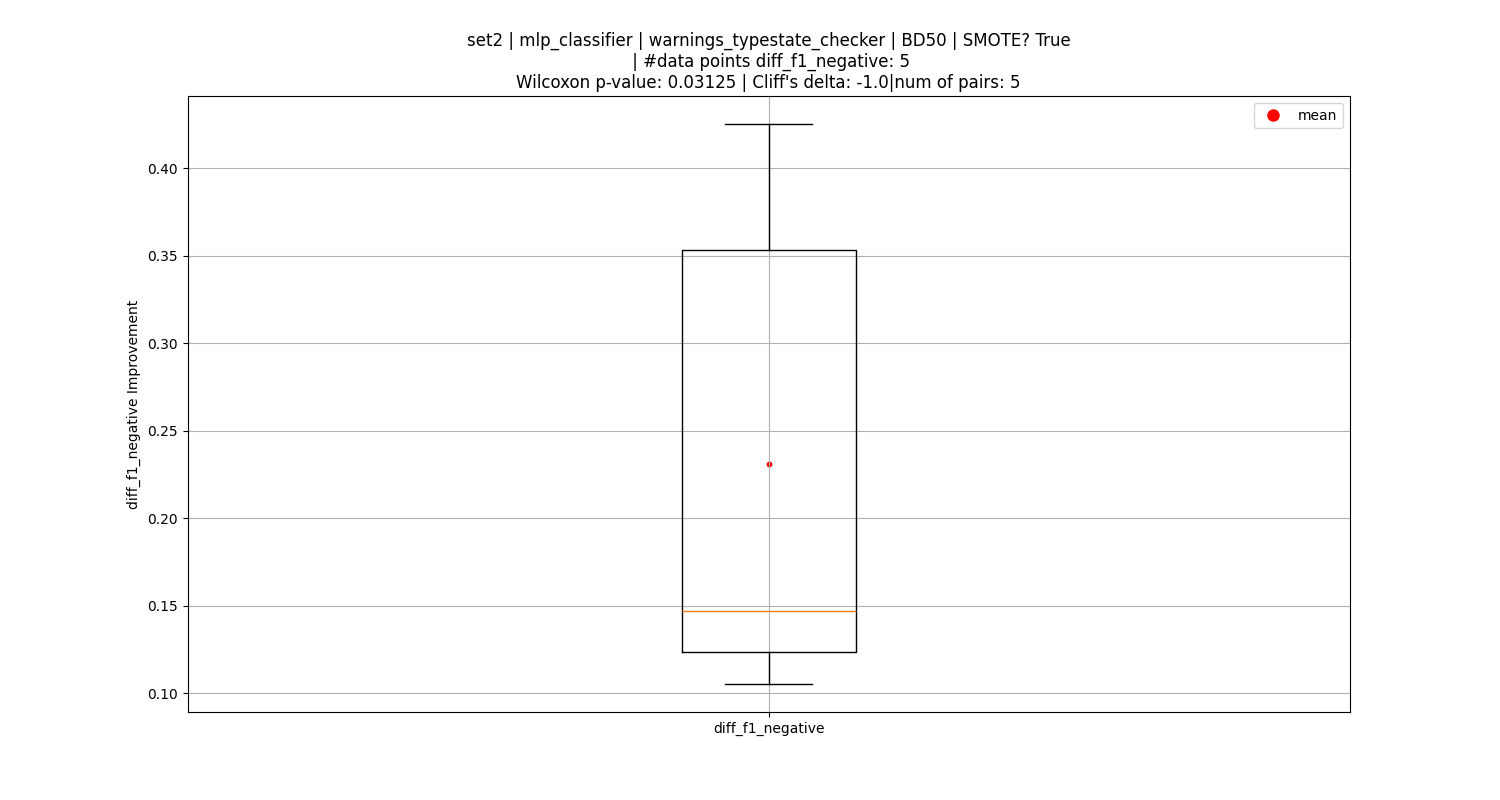 set2 | mlp_classifier | warnings_typestate_checker | BD50 | SMOTE? True
| #data points diff_f1_negative: 5
Wilcoxon p-value: 0.03125 | Cliff's delta: -1.0|num of pairs: 5
mean
0.40
0.35
0.30
0.25
0.20
0.15
0.10
diff_f1_negative Improvement
diff_f1_negative